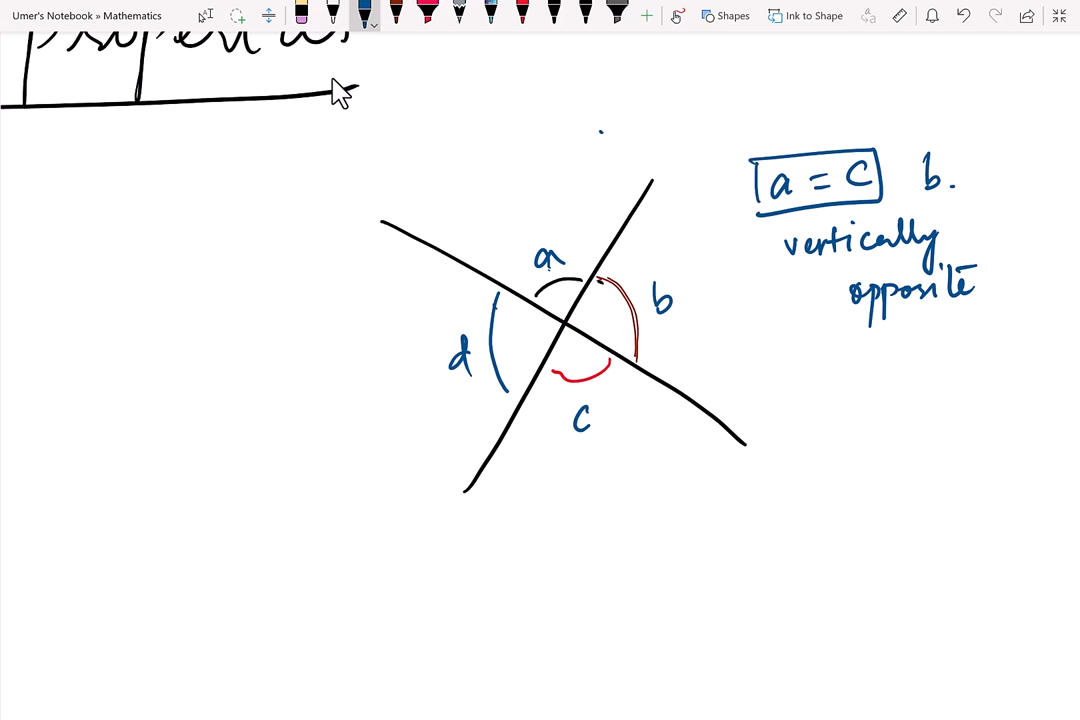 Umer's Notebook » Mathematics
Shapes
Ink to Shape
a = c b.
vertically
opposite
a
b
d
c